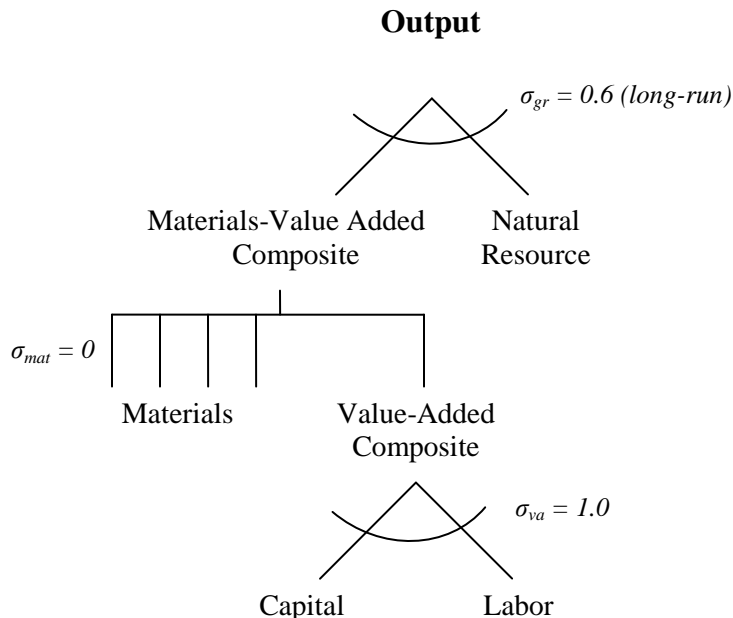 Output
σgr = 0.6 (long-run)
Materials-Value Added
Composite
Natural
Resource
σmat = 0
Materials
Value-Added
Composite
σva = 1.0
Capital
Labor